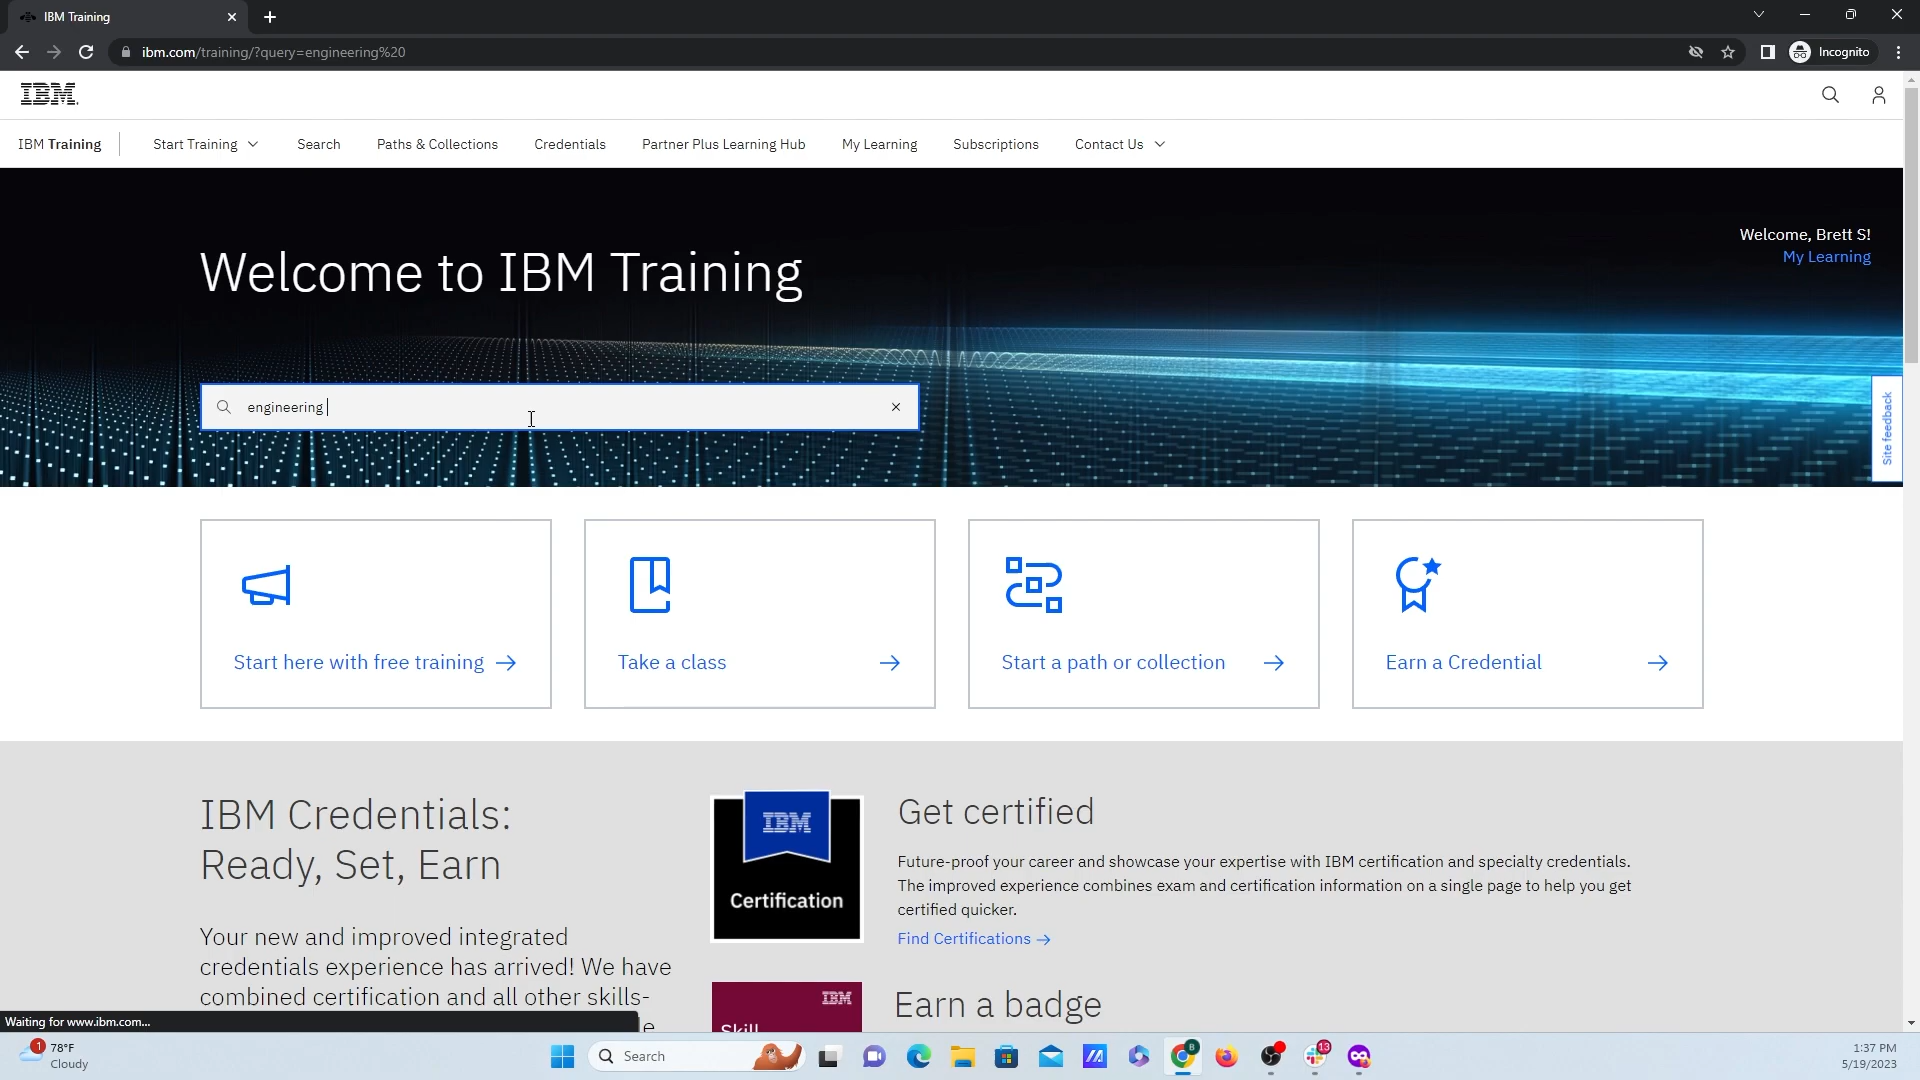 IBM Training
ibm.com/training/?query=engineering%20
Incognito
IBM
IBM Training
Start Training
Search
Paths & Collections
Credentials
Partner Plus Learning Hub
My Learning
Subscriptions
Contact Us
Welcome to IBM Training
Welcome, Brett S!
My Learning
engineering
Site feedback
Start here with free training
Take a class
Start a path or collection
Earn a Credential
IBM Credentials:
Ready, Set, Earn
Your new and improved integrated
credentials experience has arrived! We have
combined certification and all other skills-
e
IBM
Certification
Get certified
Future-proof your career and showcase your expertise with IBM certification and specialty credentials.
The improved experience combines exam and certification information on a single page to help you get
certified quicker.
Find Certifications
IBM
Skill
Earn a badge
Waiting for www.ibm.com...
1
78°F
Cloudy
Search
B
13
1:37 PM
5/19/2023